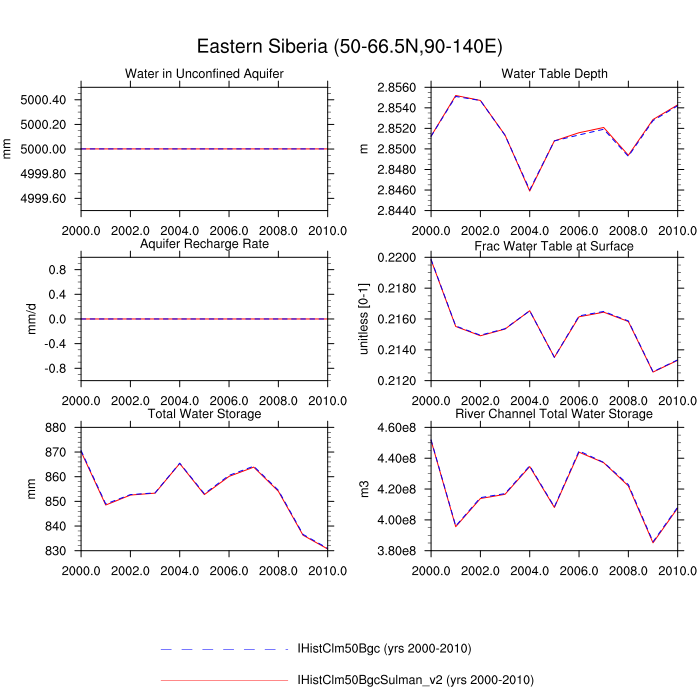 Eastern Siberia (50-66.5N,90-140E)
Water in Unconfined Aquifer
mm
5000.40
5000.20
5000.00
4999.80
4999.60
2000.0 2002.0 2004.0 2006.0 2008.0 2010.0
Water Table Depth
m
2.8560
2.8540
2.8520
2.8500
2.8480
2.8460
2.8440
2000.0 2002.0 2004.0 2006.0 2008.0 2010.0
Aquifer Recharge Rate
mm/d
0.8
0.4
0.0
-0.4
-0.8
2000.0 2002.0 2004.0 2006.0 2008.0 2010.0
Frac Water Table at Surface
unitless [0-1]
0.2200
0.2180
0.2160
0.2140
0.2120
2000.0 2002.0 2004.0 2006.0 2008.0 2010.0
Total Water Storage
mm
880
870
860
850
840
830
2000.0 2002.0 2004.0 2006.0 2008.0 2010.0
River Channel Total Water Storage
m3
4.60e8
4.40e8
4.20e8
4.00e8
3.80e8
2000.0 2002.0 2004.0 2006.0 2008.0 2010.0
IHistClm50Bgc (yrs 2000-2010)
IHistClm50BgcSulman_v2 (yrs 2000-2010)